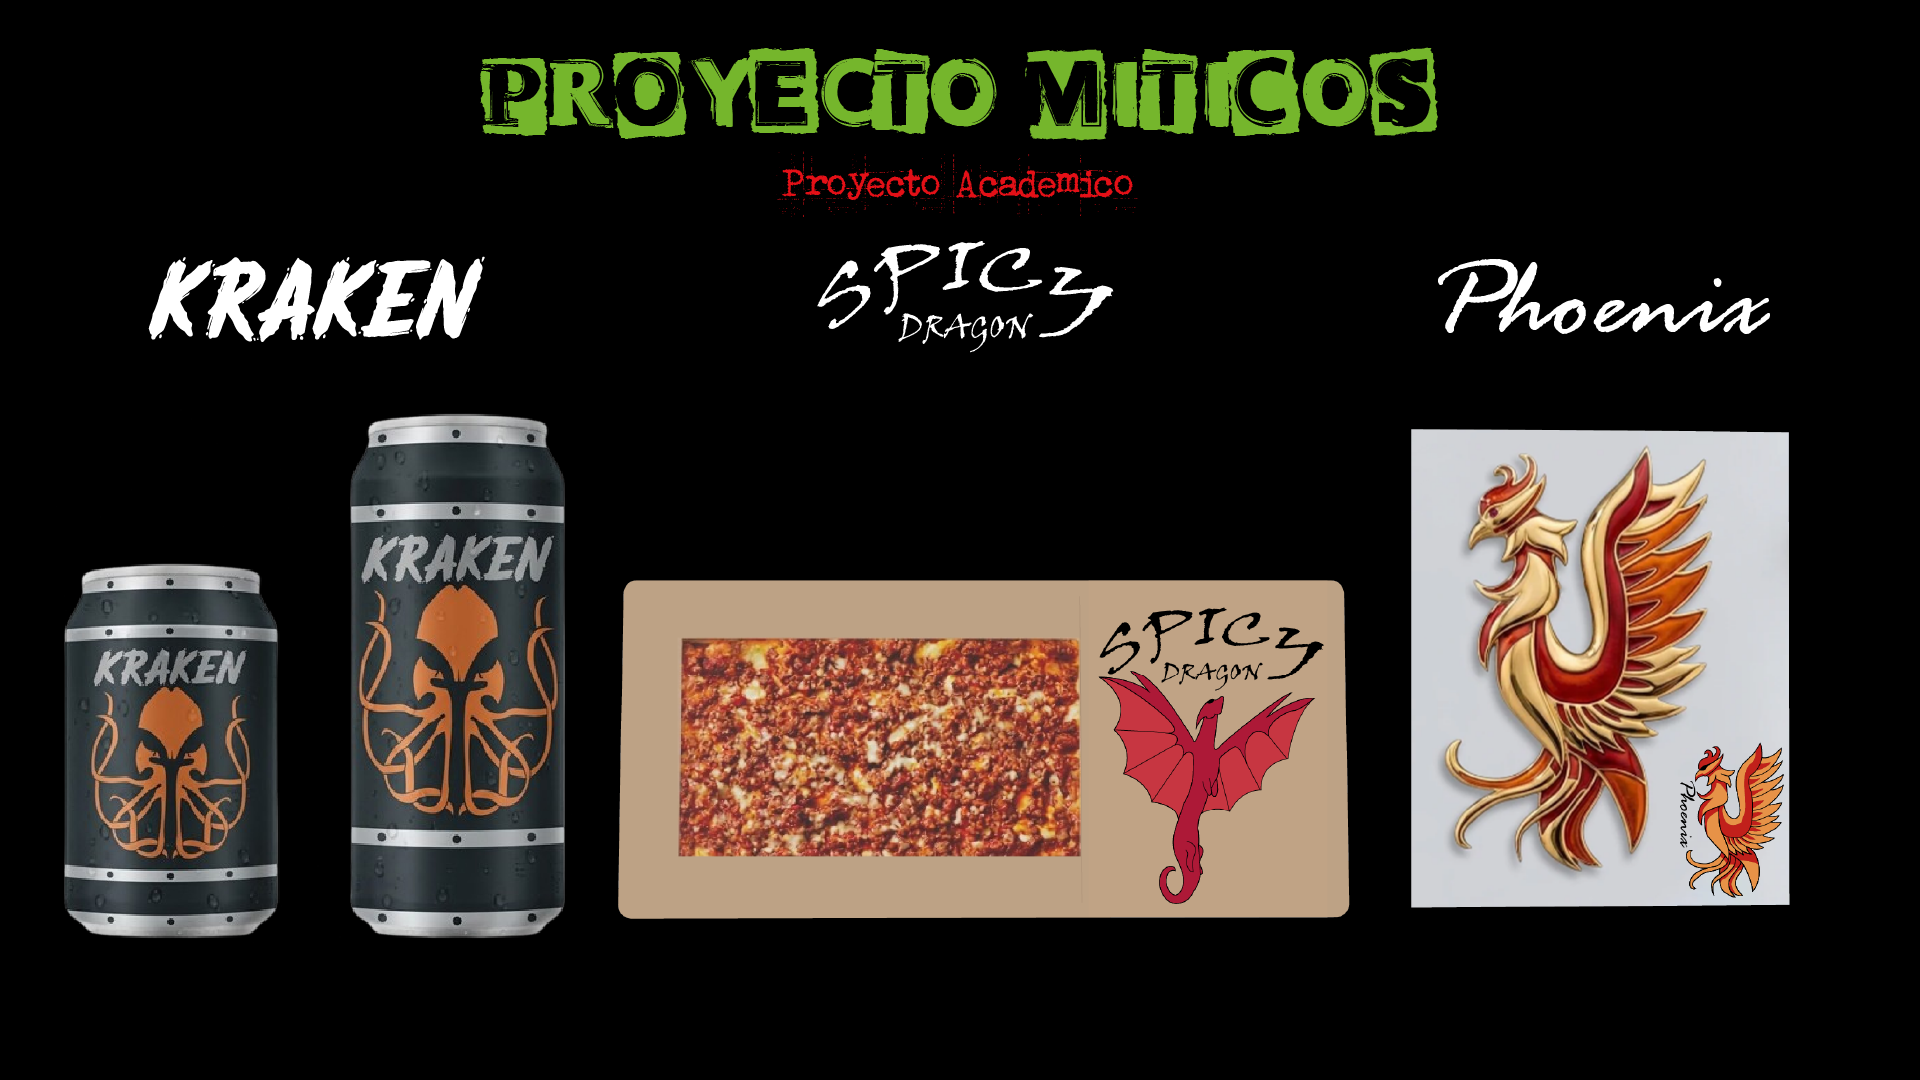 PROYECTO MITICOS
Proyecto Academico
KRAKEN
SPICY
DRAGON
Phoenix
KRAKEN
KRAKEN
SPICY
DRAGON
Phoenix